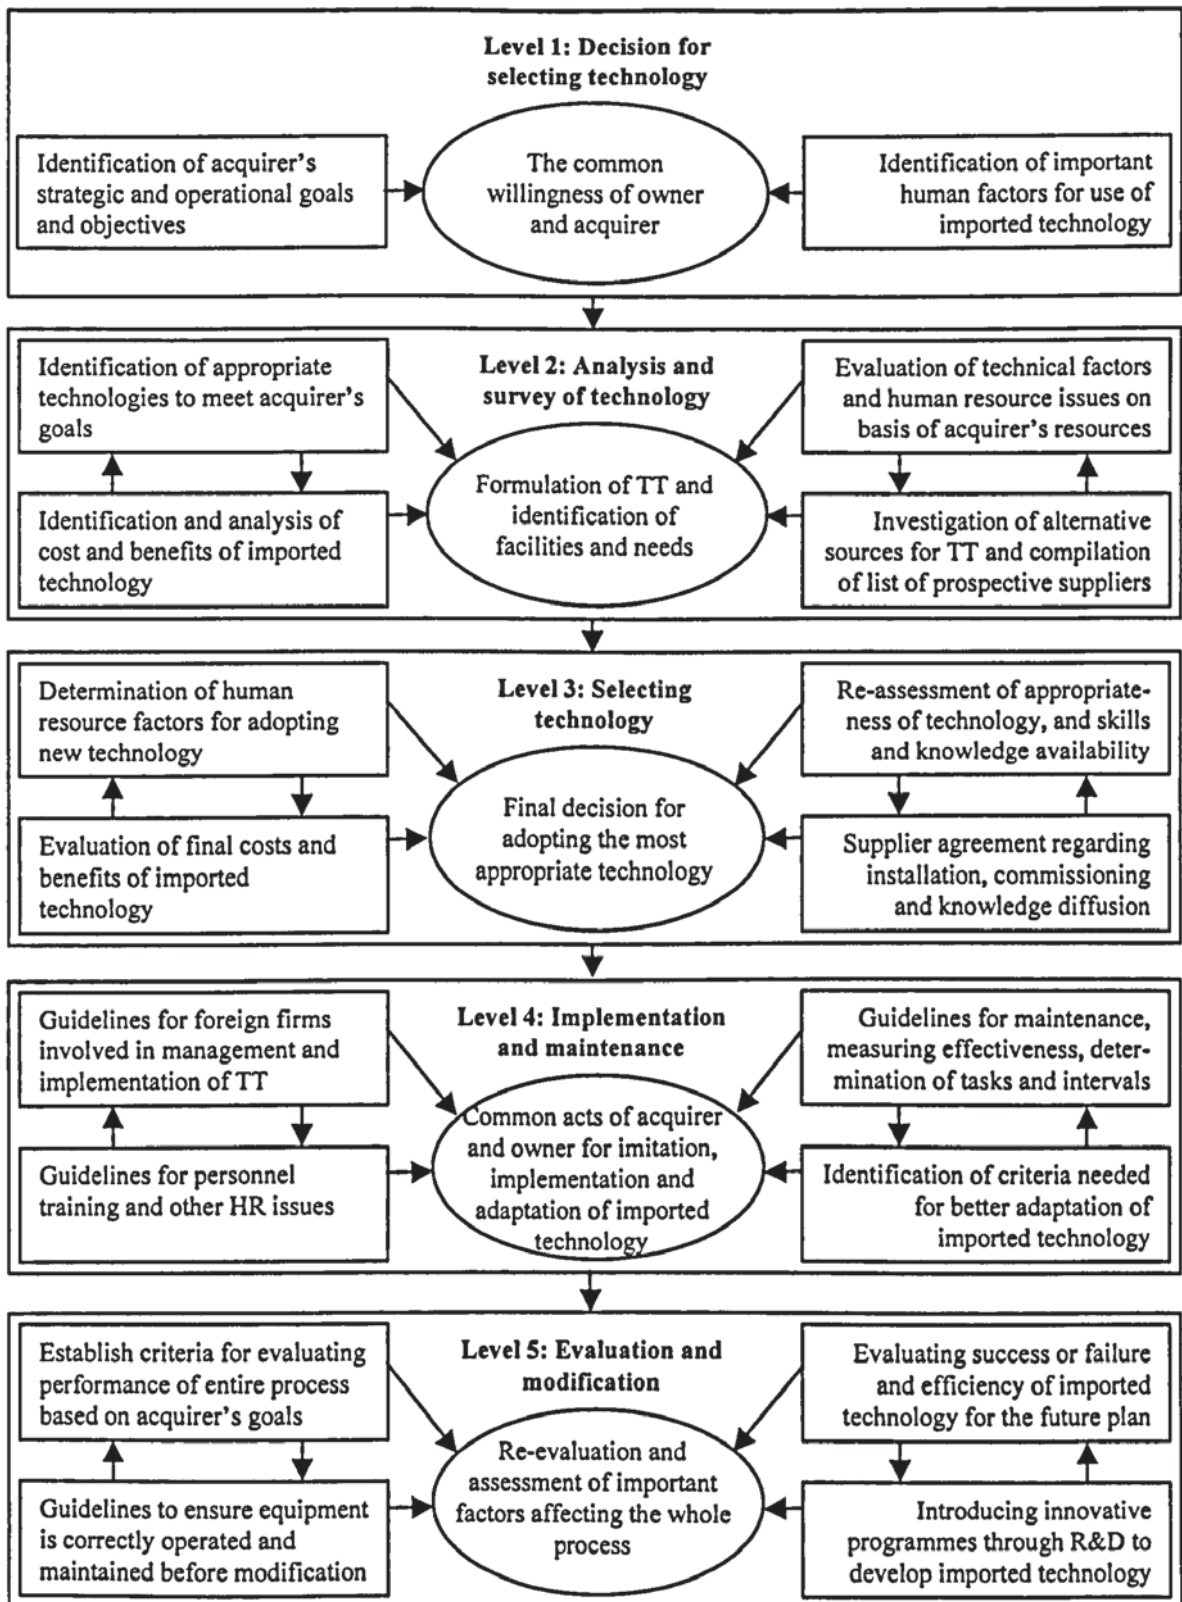 Level 1: Decision for
selecting technology
Identification of acquirer's
strategic and operational goals
and objectives
The common
willingness of owner
and acquirer
Identification of important
human factors for use of
imported technology
Level 2: Analysis and
survey of technology
Identification of appropriate
technologies to meet acquirer's
goals
Identification and analysis of
cost and benefits of imported
technology
Formulation of TT and
identification of
facilities and needs
Evaluation of technical factors
and human resource issues on
basis of acquirer's resources
Investigation of alternative
sources for TT and compilation
of list of prospective suppliers
Level 3: Selecting
technology
Determination of human
resource factors for adopting
new technology
Evaluation of final costs and
benefits of imported
technology
Final decision for
adopting the most
appropriate technology
Re-assessment of appropriate-
ness of technology, and skills
and knowledge availability
Supplier agreement regarding
installation, commissioning
and knowledge diffusion
Level 4: Implementation
and maintenance
Guidelines for foreign firms
involved in management and
implementation of TT
Guidelines for personnel
training and other HR issues
Common acts of acquirer
and owner for imitation,
implementation and
adaptation of imported
technology
Guidelines for maintenance,
measuring effectiveness, deter-
mination of tasks and intervals
Identification of criteria needed
for better adaptation of
imported technology
Level 5: Evaluation and
modification
Establish criteria for evaluating
performance of entire process
based on acquirer's goals
Guidelines to ensure equipment
is correctly operated and
maintained before modification
Re-evaluation and
assessment of important
factors affecting the whole
process
Evaluating success or failure
and efficiency of imported
technology for the future plan
Introducing innovative
programmes through R&D to
develop imported technology